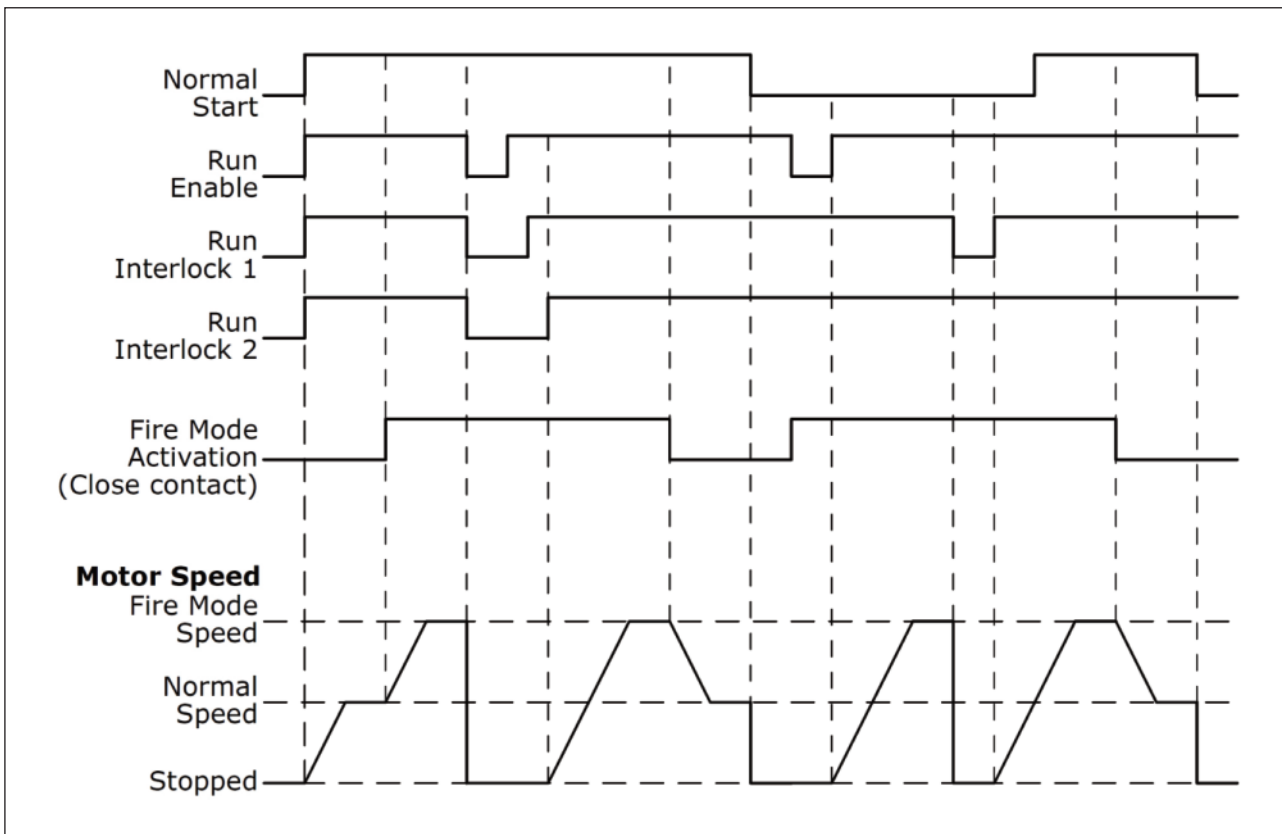 Normal
Start
Run
Enable
Run
Interlock 1
Run
Interlock 2
Fire Mode
Activation
(Close contact)
Motor Speed
Fire Mode
Speed
Normal
Speed
Stopped